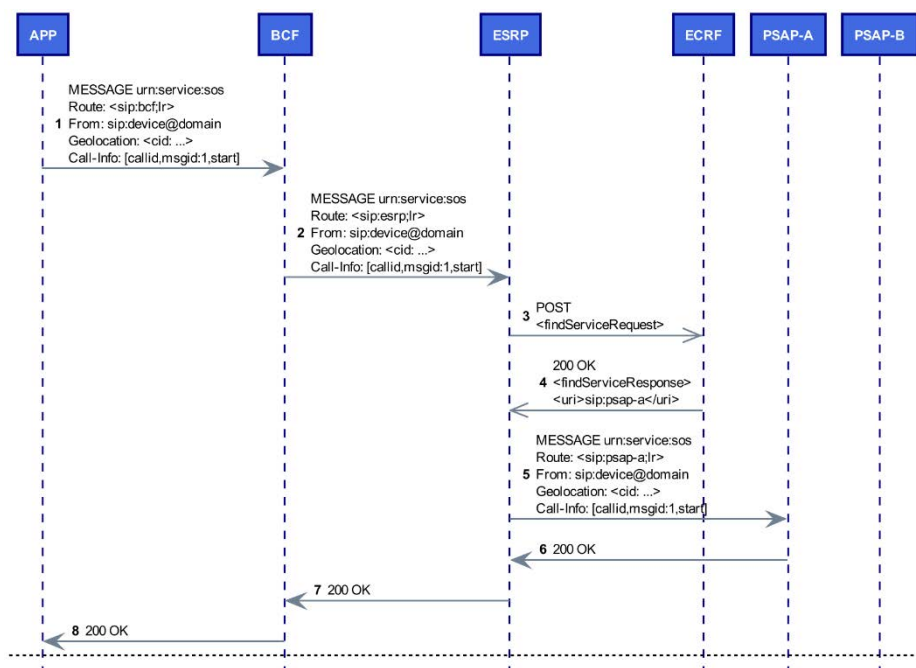 APP BCF ESRP ECRF PSAP-A PSAP-B
MESSAGE urn:service:sos
Route: <sip:bcf;lr>
1 From: sip:device@domain
Geolocation: <cid: ...>
Call-Info: [callid,msgid:1,start]
MESSAGE urn:service:sos
Route: <sip:esrp;lr>
2 From: sip:device@domain
Geolocation: <cid: ...>
Call-Info: [callid,msgid:1,start]
3 POST
<findServiceRequest>
200 OK
4 <findServiceResponse>
<uri>sip:psap-a</uri>
MESSAGE urn:service:sos
Route: <sip:psap-a;lr>
5 From: sip:device@domain
Geolocation: <cid: ...>
Call-Info: [callid,msgid:1,start]
6 200 OK
7 200 OK
8 200 OK